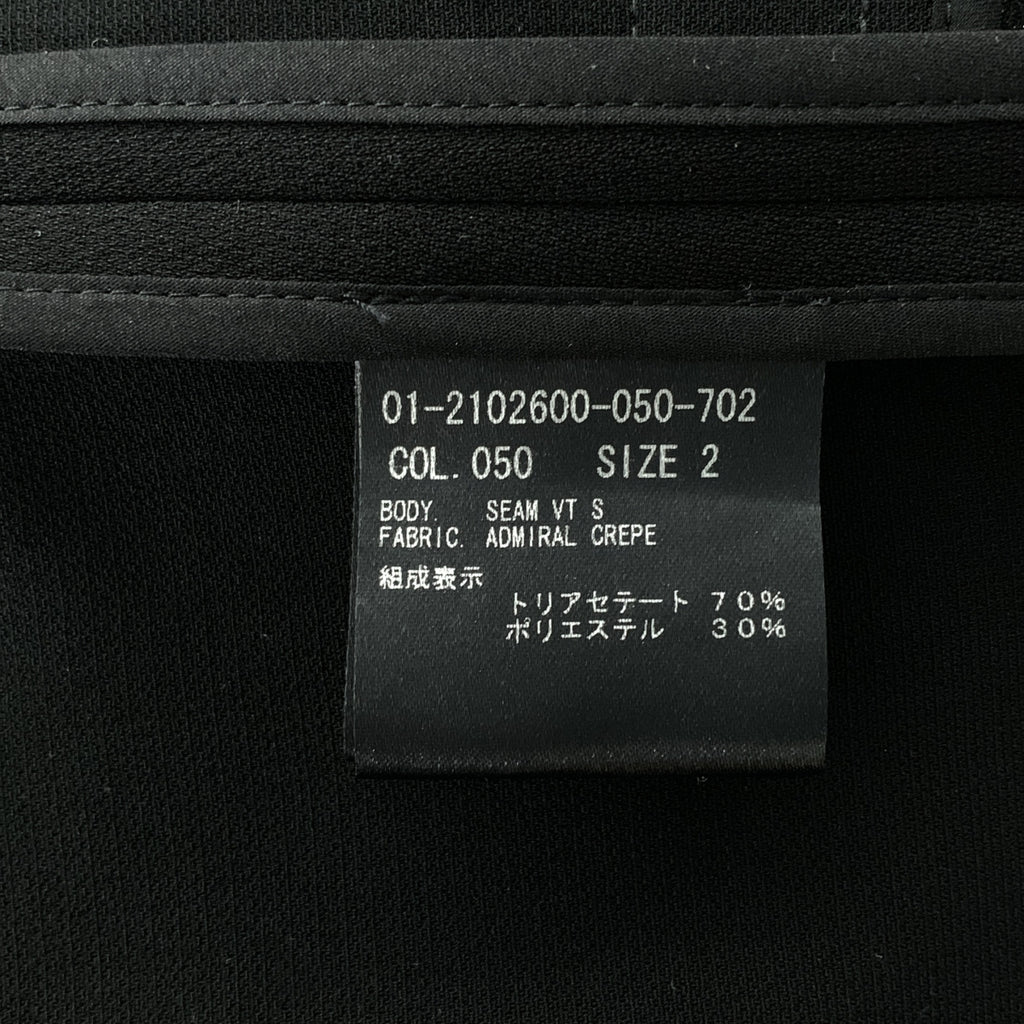 01-2102600-050-702
COL.050 SIZE 2
BODY. SEAM VT S
FABRIC. ADMIRAL CREPE
組成表示
トリアセテート 70%
ポリエステル 30%